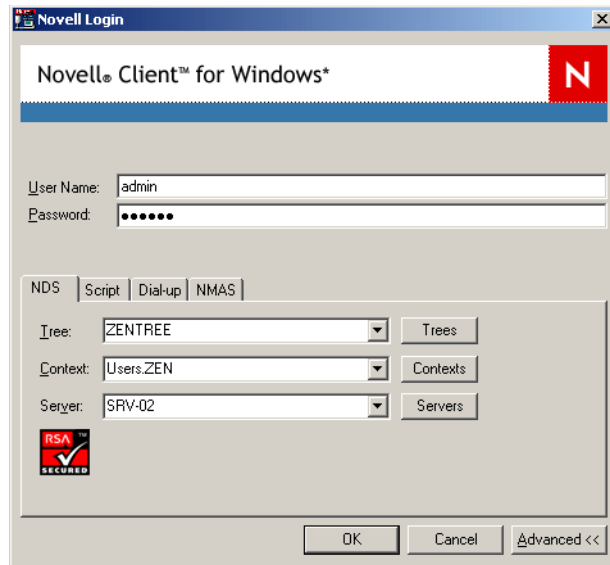 Novell Login
Novell® Client™ for Windows*
N
User Name: admin
Password: ●●●●●●
NDS Script Dial-up NMAS
Tree: ZENTREE Trees
Context: Users.ZEN Contexts
Server: SRV-02 Servers
RSA™
SECURED
OK Cancel Advanced <<